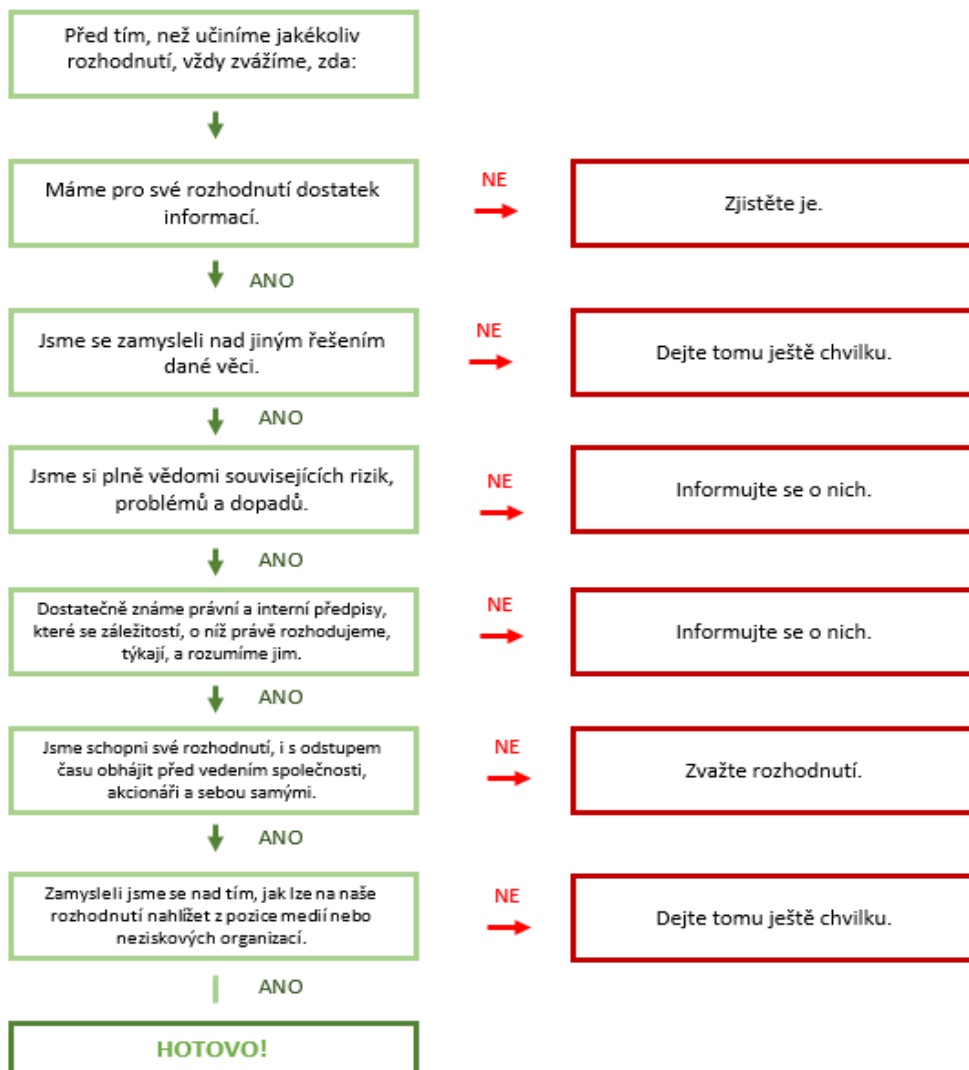 Před tím, než učiníme jakékoliv
rozhodnutí, vždy zvážíme, zda:
Máme pro své rozhodnutí dostatek
informací.
NE
Zjistěte je.
ANO
Jsme se zamysleli nad jiným řešením
dané věci.
NE
Dejte tomu ještě chvilku.
ANO
Jsme si plně vědomi souvisejících rizik,
problémů a dopadů.
NE
Informujte se o nich.
ANO
Dostatečně známe právní a interní předpisy,
které se záležitostí, o níž právě rozhodujeme,
týkají, a rozumíme jim.
NE
Informujte se o nich.
ANO
Jsme schopni své rozhodnutí, i s odstupem
času obhájit před vedením společnosti,
akcionáři a sebou samými.
NE
Zvažte rozhodnutí.
ANO
Zamysleli jsme se nad tím, jak lze na naše
rozhodnutí nahlížet z pozice medií nebo
neziskových organizací.
NE
Dejte tomu ještě chvilku.
ANO
HOTOVO!